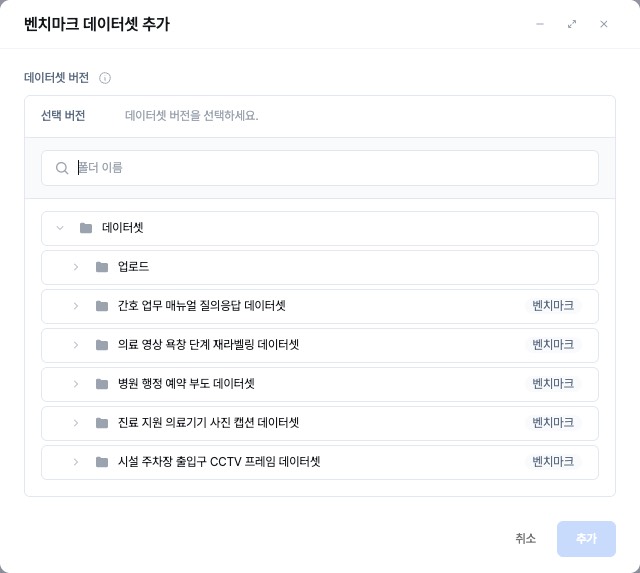 벤치마크 데이터셋 추가
데이터셋 버전
선택 버전 데이터셋 버전을 선택하세요.
폴더 이름
데이터셋
업로드
간호 업무 매뉴얼 질의응답 데이터셋 벤치마크
의료 영상 욕창 단계 재라벨링 데이터셋 벤치마크
병원 행정 예약 부도 데이터셋 벤치마크
진료 지원 의료기기 사진 캡션 데이터셋 벤치마크
시설 주차장 출입구 CCTV 프레임 데이터셋 벤치마크
취소 추가